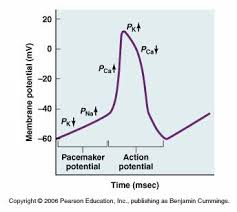 Membrane potential (mV)
20
0
−20
−40
−60
PK↓
PNa↑
PCa↑
PK↑
PCa↓
Pacemaker
potential
Action
potential
Time (msec)
Copyright © 2006 Pearson Education, Inc., publishing as Benjamin Cummings.